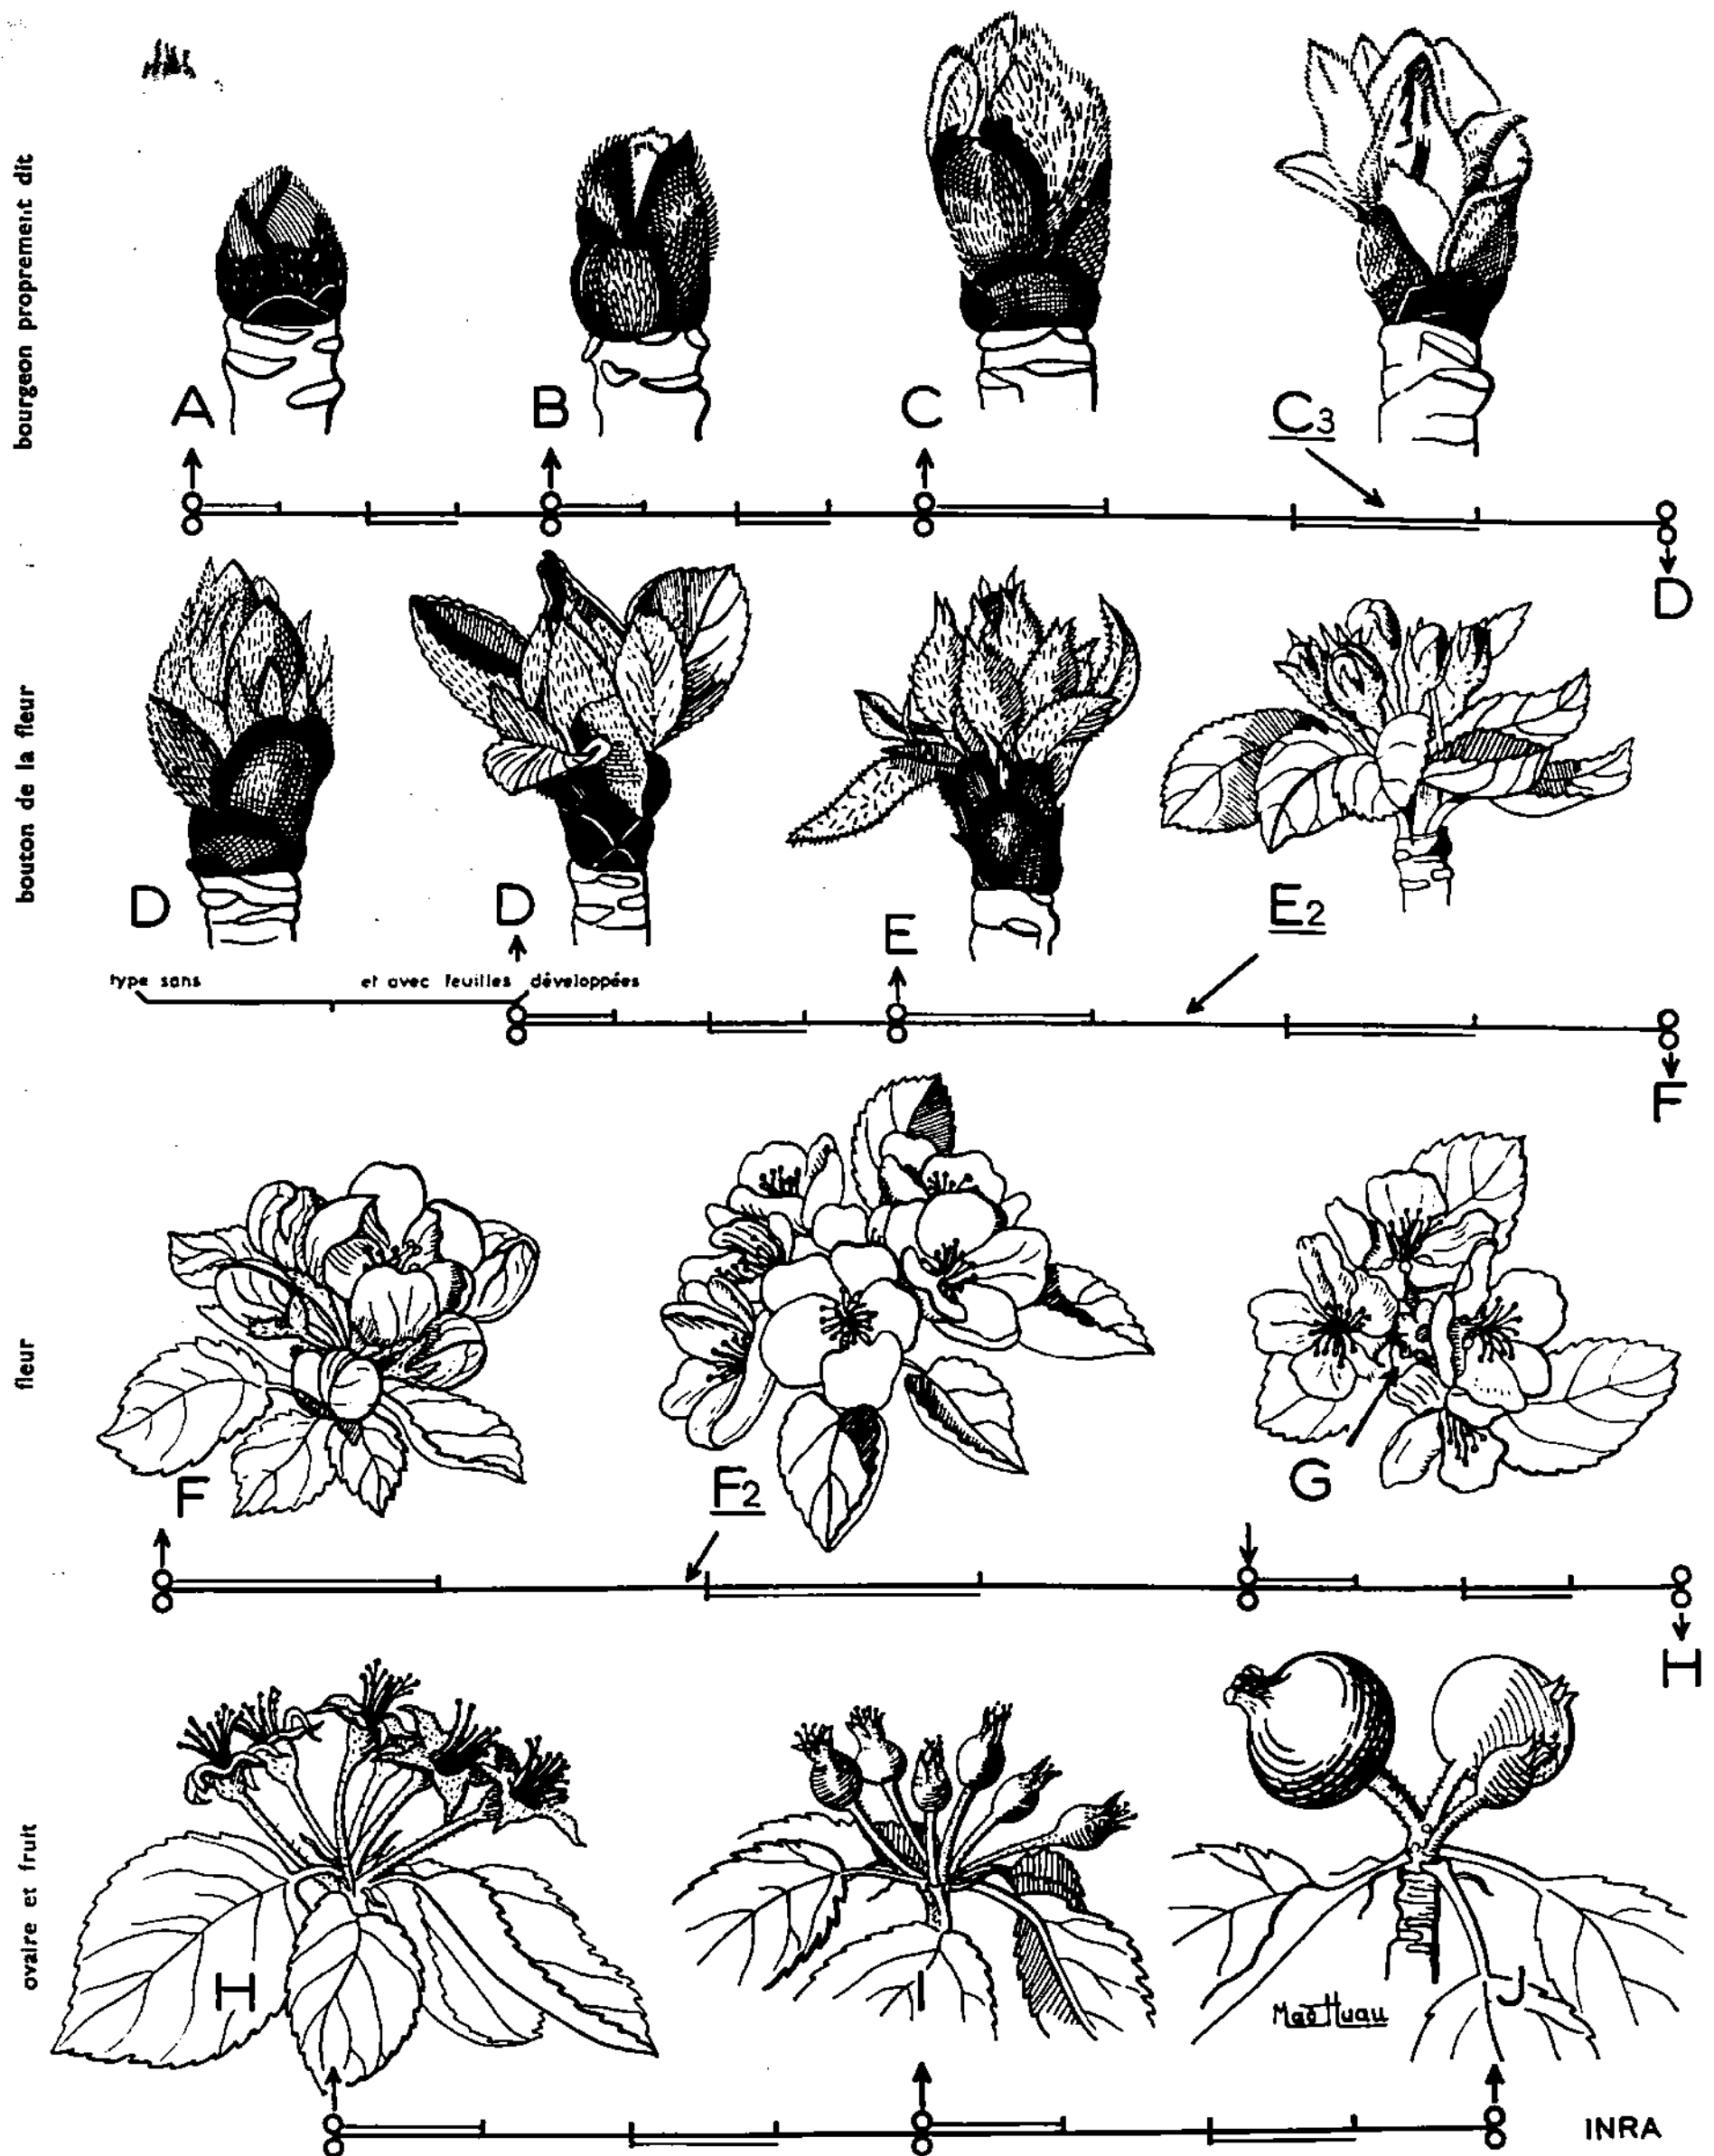 bourgeon proprement dit
A
B
C
C3
D
bouton de la fleur
D
D
E
E2
type sans et avec feuilles développées
F
fleur
F
F2
G
H
ovaire et fruit
H
I
J
Mad Huau
INRA